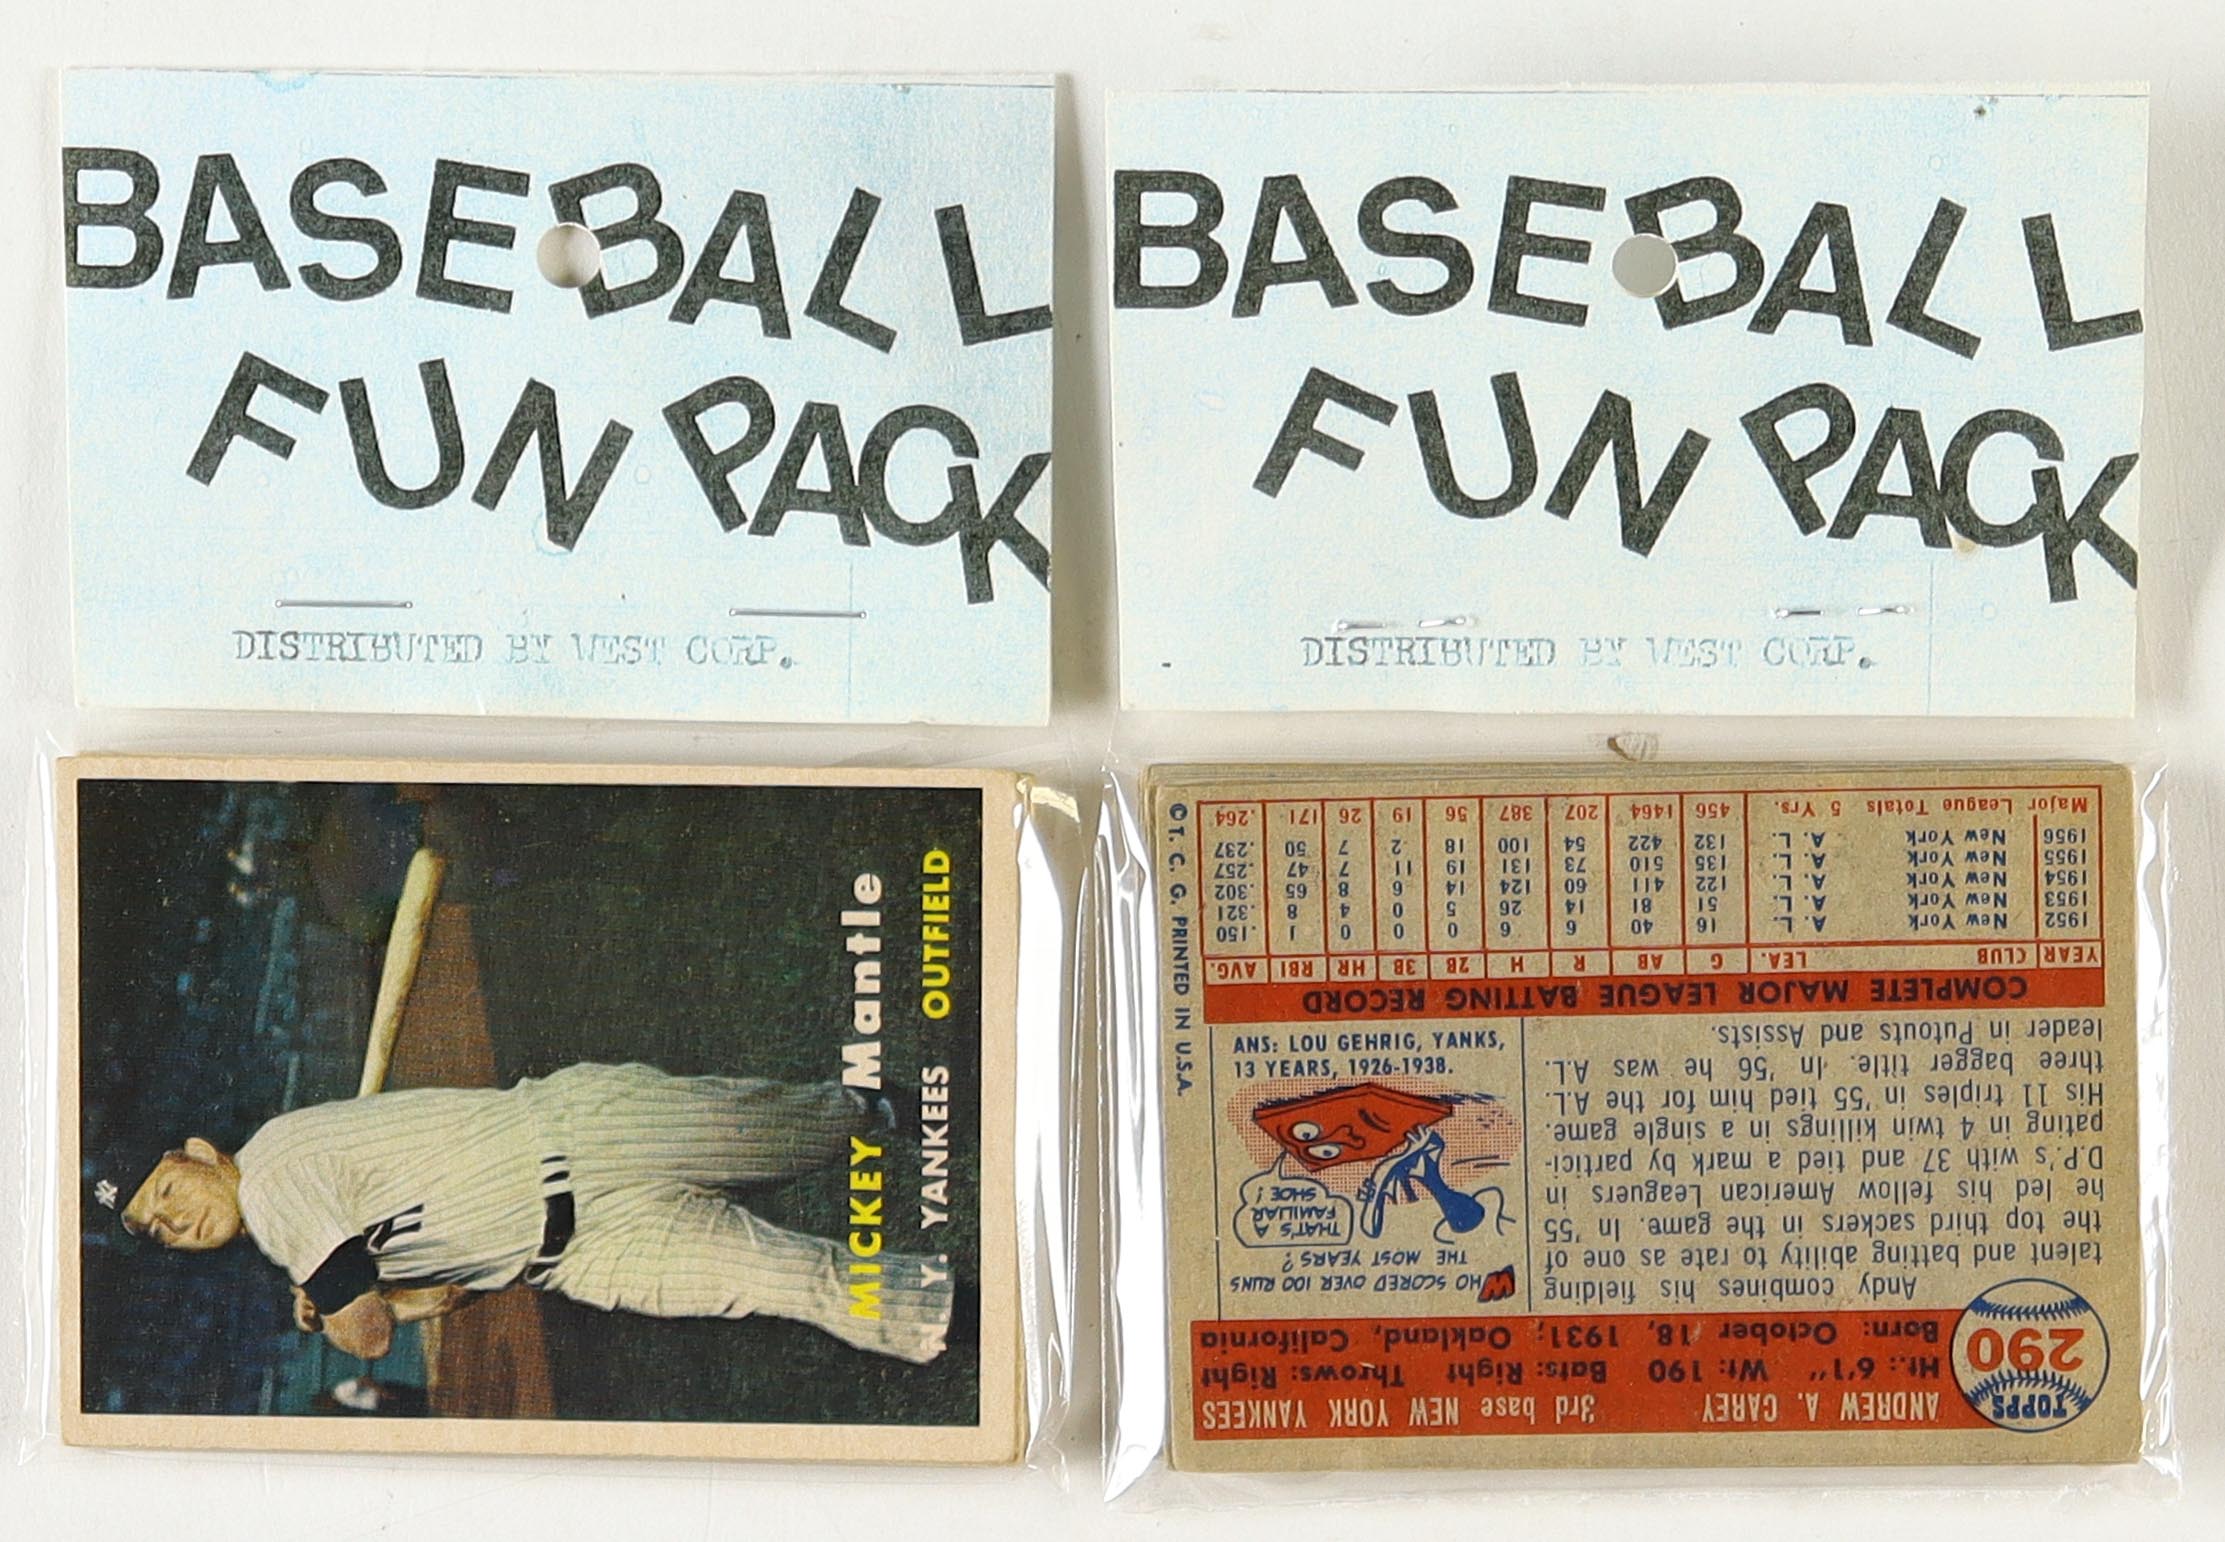 BASEBALL
FUN PACK
DISTRIBUTED BY WEST CORP.
BASEBALL
FUN PACK
DISTRIBUTED BY WEST CORP.
MICKEY Mantle
N.Y. YANKEES OUTFIELD
TOPPS
290
ANDREW A. CAREY 3rd base NEW YORK YANKEES
Ht.: 6'1" Wt: 190 Bats: Right Throws: Right
Born: October 18, 1931; Oakland, California
Andy combines his fielding
talent and batting ability to rate as one of
the top third sackers in the game. In '55
he led his fellow American Leaguers in
D.P.'s with 37 and tied a mark by partici-
pating in 4 twin killings in a single game.
His 11 triples in '55 tied him for the A.L.
three bagger title. In '56 he was A.L.
leader in Putouts and Assists.
WHO SCORED OVER 100 RUNS
THE MOST YEARS?
THAT'S A
FAMILIAR
SHOE!
ANS: LOU GEHRIG, YANKS,
13 YEARS, 1926-1938.
COMPLETE MAJOR LEAGUE BATTING RECORD
YEAR CLUB LEA. G AB R H 2B 3B HR RBI AVG.
1952 New York A. L. 16 40 6 6 0 0 0 1 .150
1953 New York A. L. 51 81 14 26 5 0 4 8 .321
1954 New York A. L. 122 411 60 124 14 6 8 65 .302
1955 New York A. L. 135 510 73 131 19 11 7 47 .257
1956 New York A. L. 132 422 54 100 18 2 7 50 .237
Major League Totals 5 Yrs. 456 1464 207 387 56 19 26 171 .264
© T. C. G. PRINTED IN U.S.A.